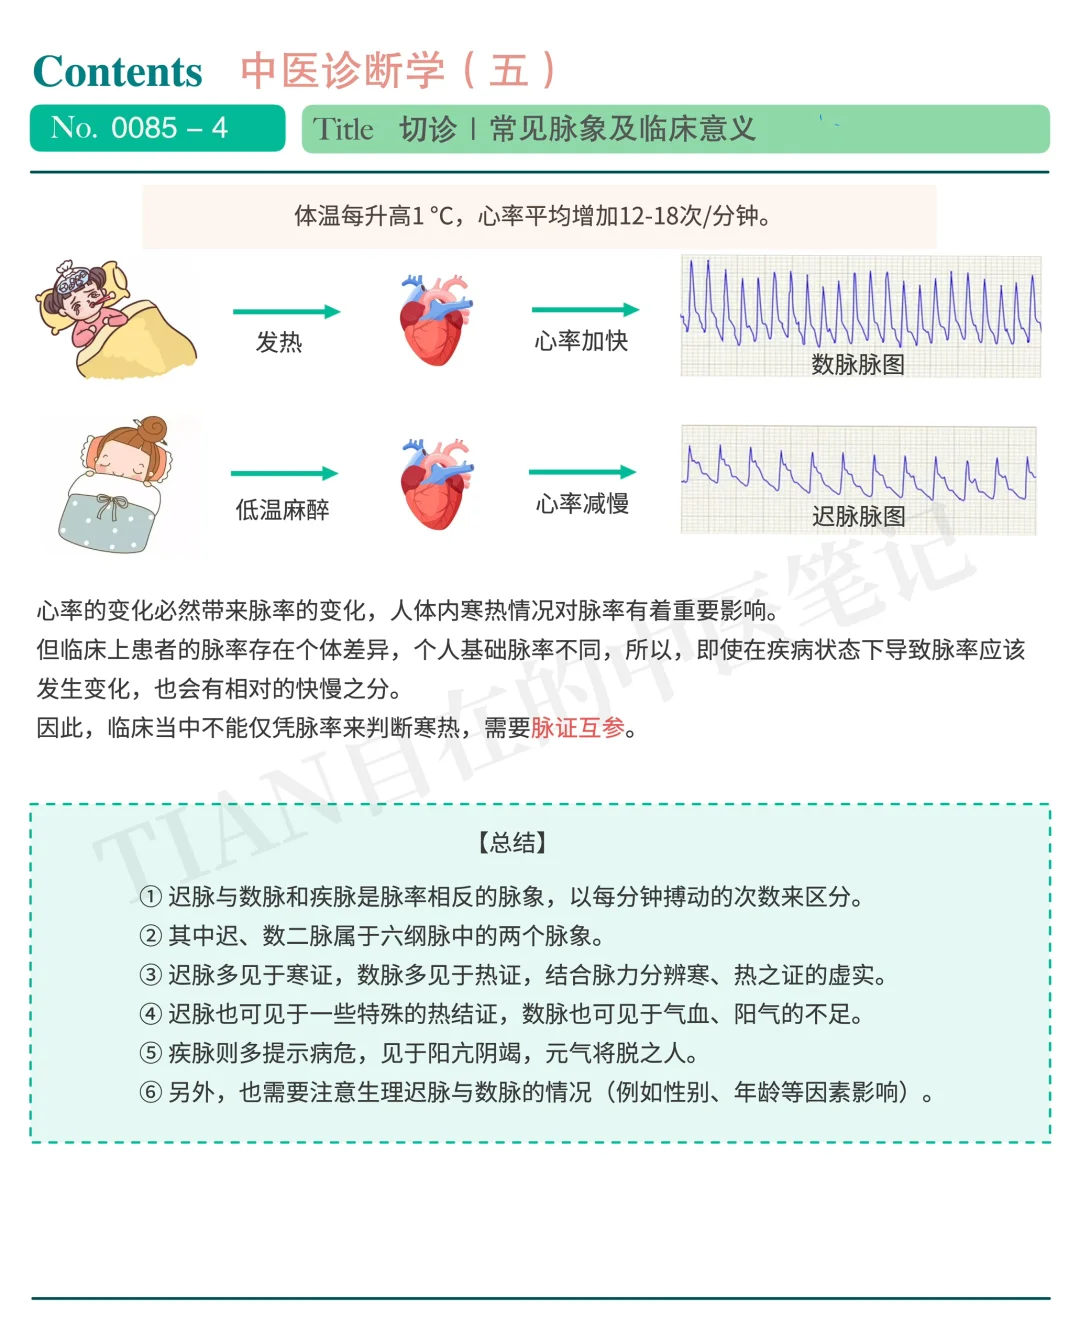 Contents 中医诊断学（五）
No. 0085 – 4
Title 切诊 | 常见脉象及临床意义
体温每升高1 ℃，心率平均增加12-18次/分钟。
发热
心率加快
数脉脉图
低温麻醉
心率减慢
迟脉脉图
心率的变化必然带来脉率的变化，人体内寒热情况对脉率有着重要影响。
但临床上患者的脉率存在个体差异，个人基础脉率不同，所以，即使在疾病状态下导致脉率应该
发生变化，也会有相对的快慢之分。
因此，临床当中不能仅凭脉率来判断寒热，需要脉证互参。
TIAN自在的中医笔记
【总结】
① 迟脉与数脉和疾脉是脉率相反的脉象，以每分钟搏动的次数来区分。
② 其中迟、数二脉属于六纲脉中的两个脉象。
③ 迟脉多见于寒证，数脉多见于热证，结合脉力分辨寒、热之证的虚实。
④ 迟脉也可见于一些特殊的热结证，数脉也可见于气血、阳气的不足。
⑤ 疾脉则多提示病危，见于阳亢阴竭，元气将脱之人。
⑥ 另外，也需要注意生理迟脉与数脉的情况（例如性别、年龄等因素影响）。